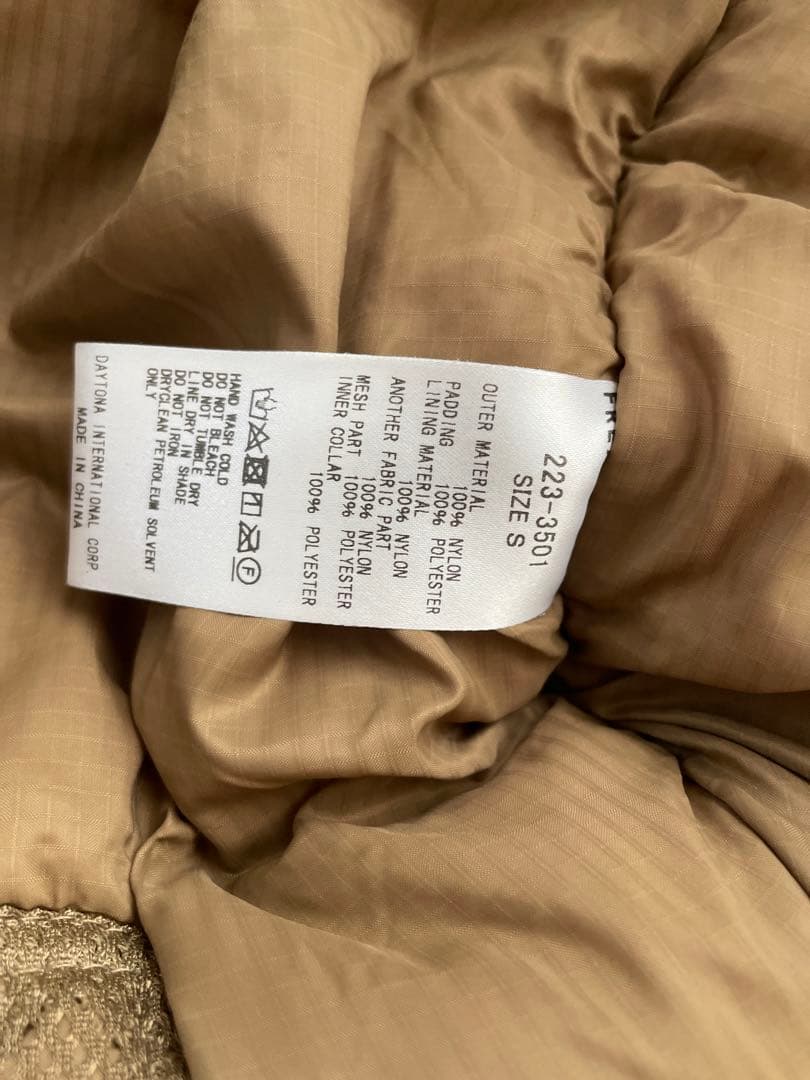 223-3501
SIZE S
OUTER MATERIAL
100% NYLON
PADDING 100% POLYESTER
LINING MATERIAL
100% NYLON
ANOTHER FABRIC PART
100% NYLON
MESH PART 100% POLYESTER
INNER COLLAR
100% POLYESTER
F
HAND WASH COLD
DO NOT BLEACH
DO NOT TUMBLE DRY
LINE DRY IN SHADE
DO NOT IRON
DRYCLEAN PETROLEUM SOLVENT
ONLY
DAYTONA INTERNATIONAL CORP.
MADE IN CHINA